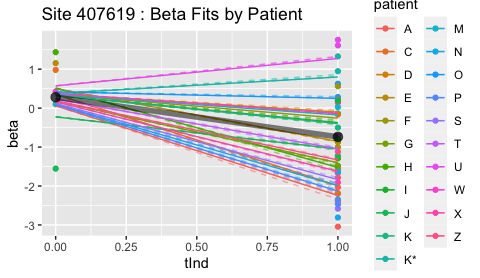 Site 407619 : Beta Fits by Patient
beta
1
0
-1
-2
-3
0.00
0.25
0.50
0.75
1.00
tInd
patient
A
C
D
E
F
G
H
I
J
K
K*
M
N
O
P
S
T
U
W
X
Z